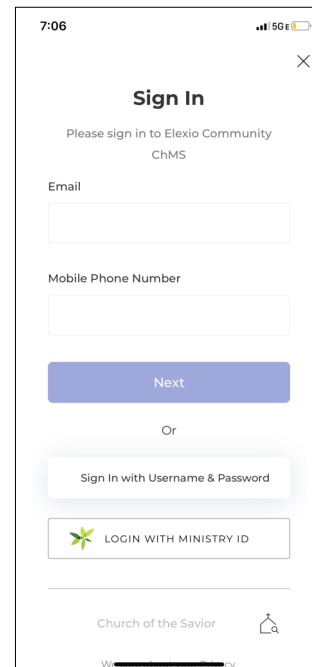 7:06
5G E
Sign In
Please sign in to Elexio Community
ChMS
Email
Mobile Phone Number
Next
Or
Sign In with Username & Password
LOGIN WITH MINISTRY ID
Church of the Savior